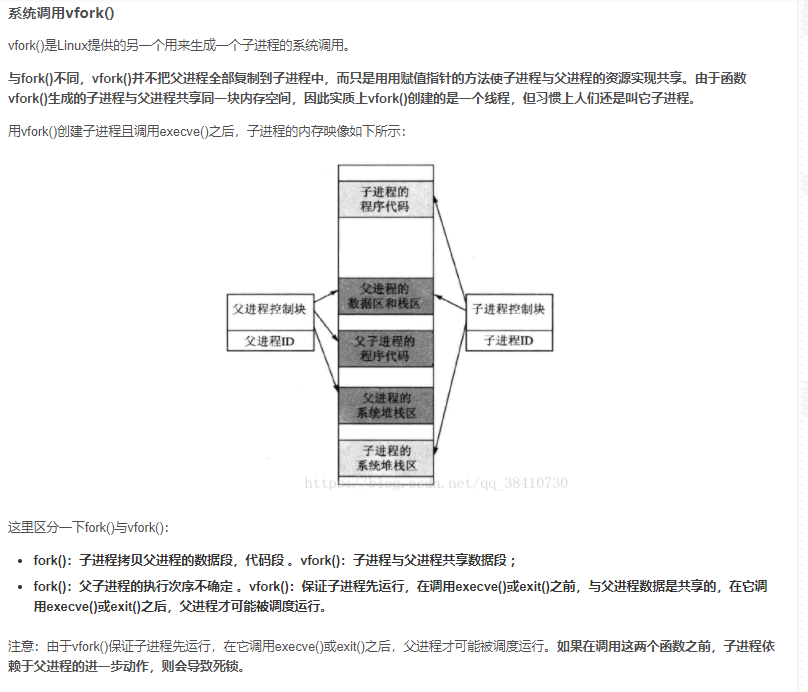 系统调用vfork()
vfork()是Linux提供的另一个用来生成一个子进程的系统调用。
与fork()不同，vfork()并不把父进程全部复制到子进程中，而只是用用赋值指针的方法使子进程与父进程的资源实现共享。由于函数
vfork()生成的子进程与父进程共享同一块内存空间，因此实质上vfork()创建的是一个线程，但习惯上人们还是叫它子进程。
用vfork()创建子进程且调用execve()之后，子进程的内存映像如下所示：
子进程的
程序代码
父进程的
数据区和栈区
父进程控制块
父进程ID
子进程控制块
子进程ID
父子进程的
程序代码
父进程的
系统堆栈区
子进程的
系统堆栈区
https://blog.csdn.net/qq_38410730
这里区分一下fork()与vfork()：
• fork()：子进程拷贝父进程的数据段，代码段 。vfork()：子进程与父进程共享数据段；
• fork()：父子进程的执行次序不确定 。vfork()：保证子进程先运行，在调用execve()或exit()之前，与父进程数据是共享的，在它调
用execve()或exit()之后，父进程才可能被调度运行。
注意：由于vfork()保证子进程先运行，在它调用execve()或exit()之后，父进程才可能被调度运行。如果在调用这两个函数之前，子进程依
赖于父进程的进一步动作，则会导致死锁。